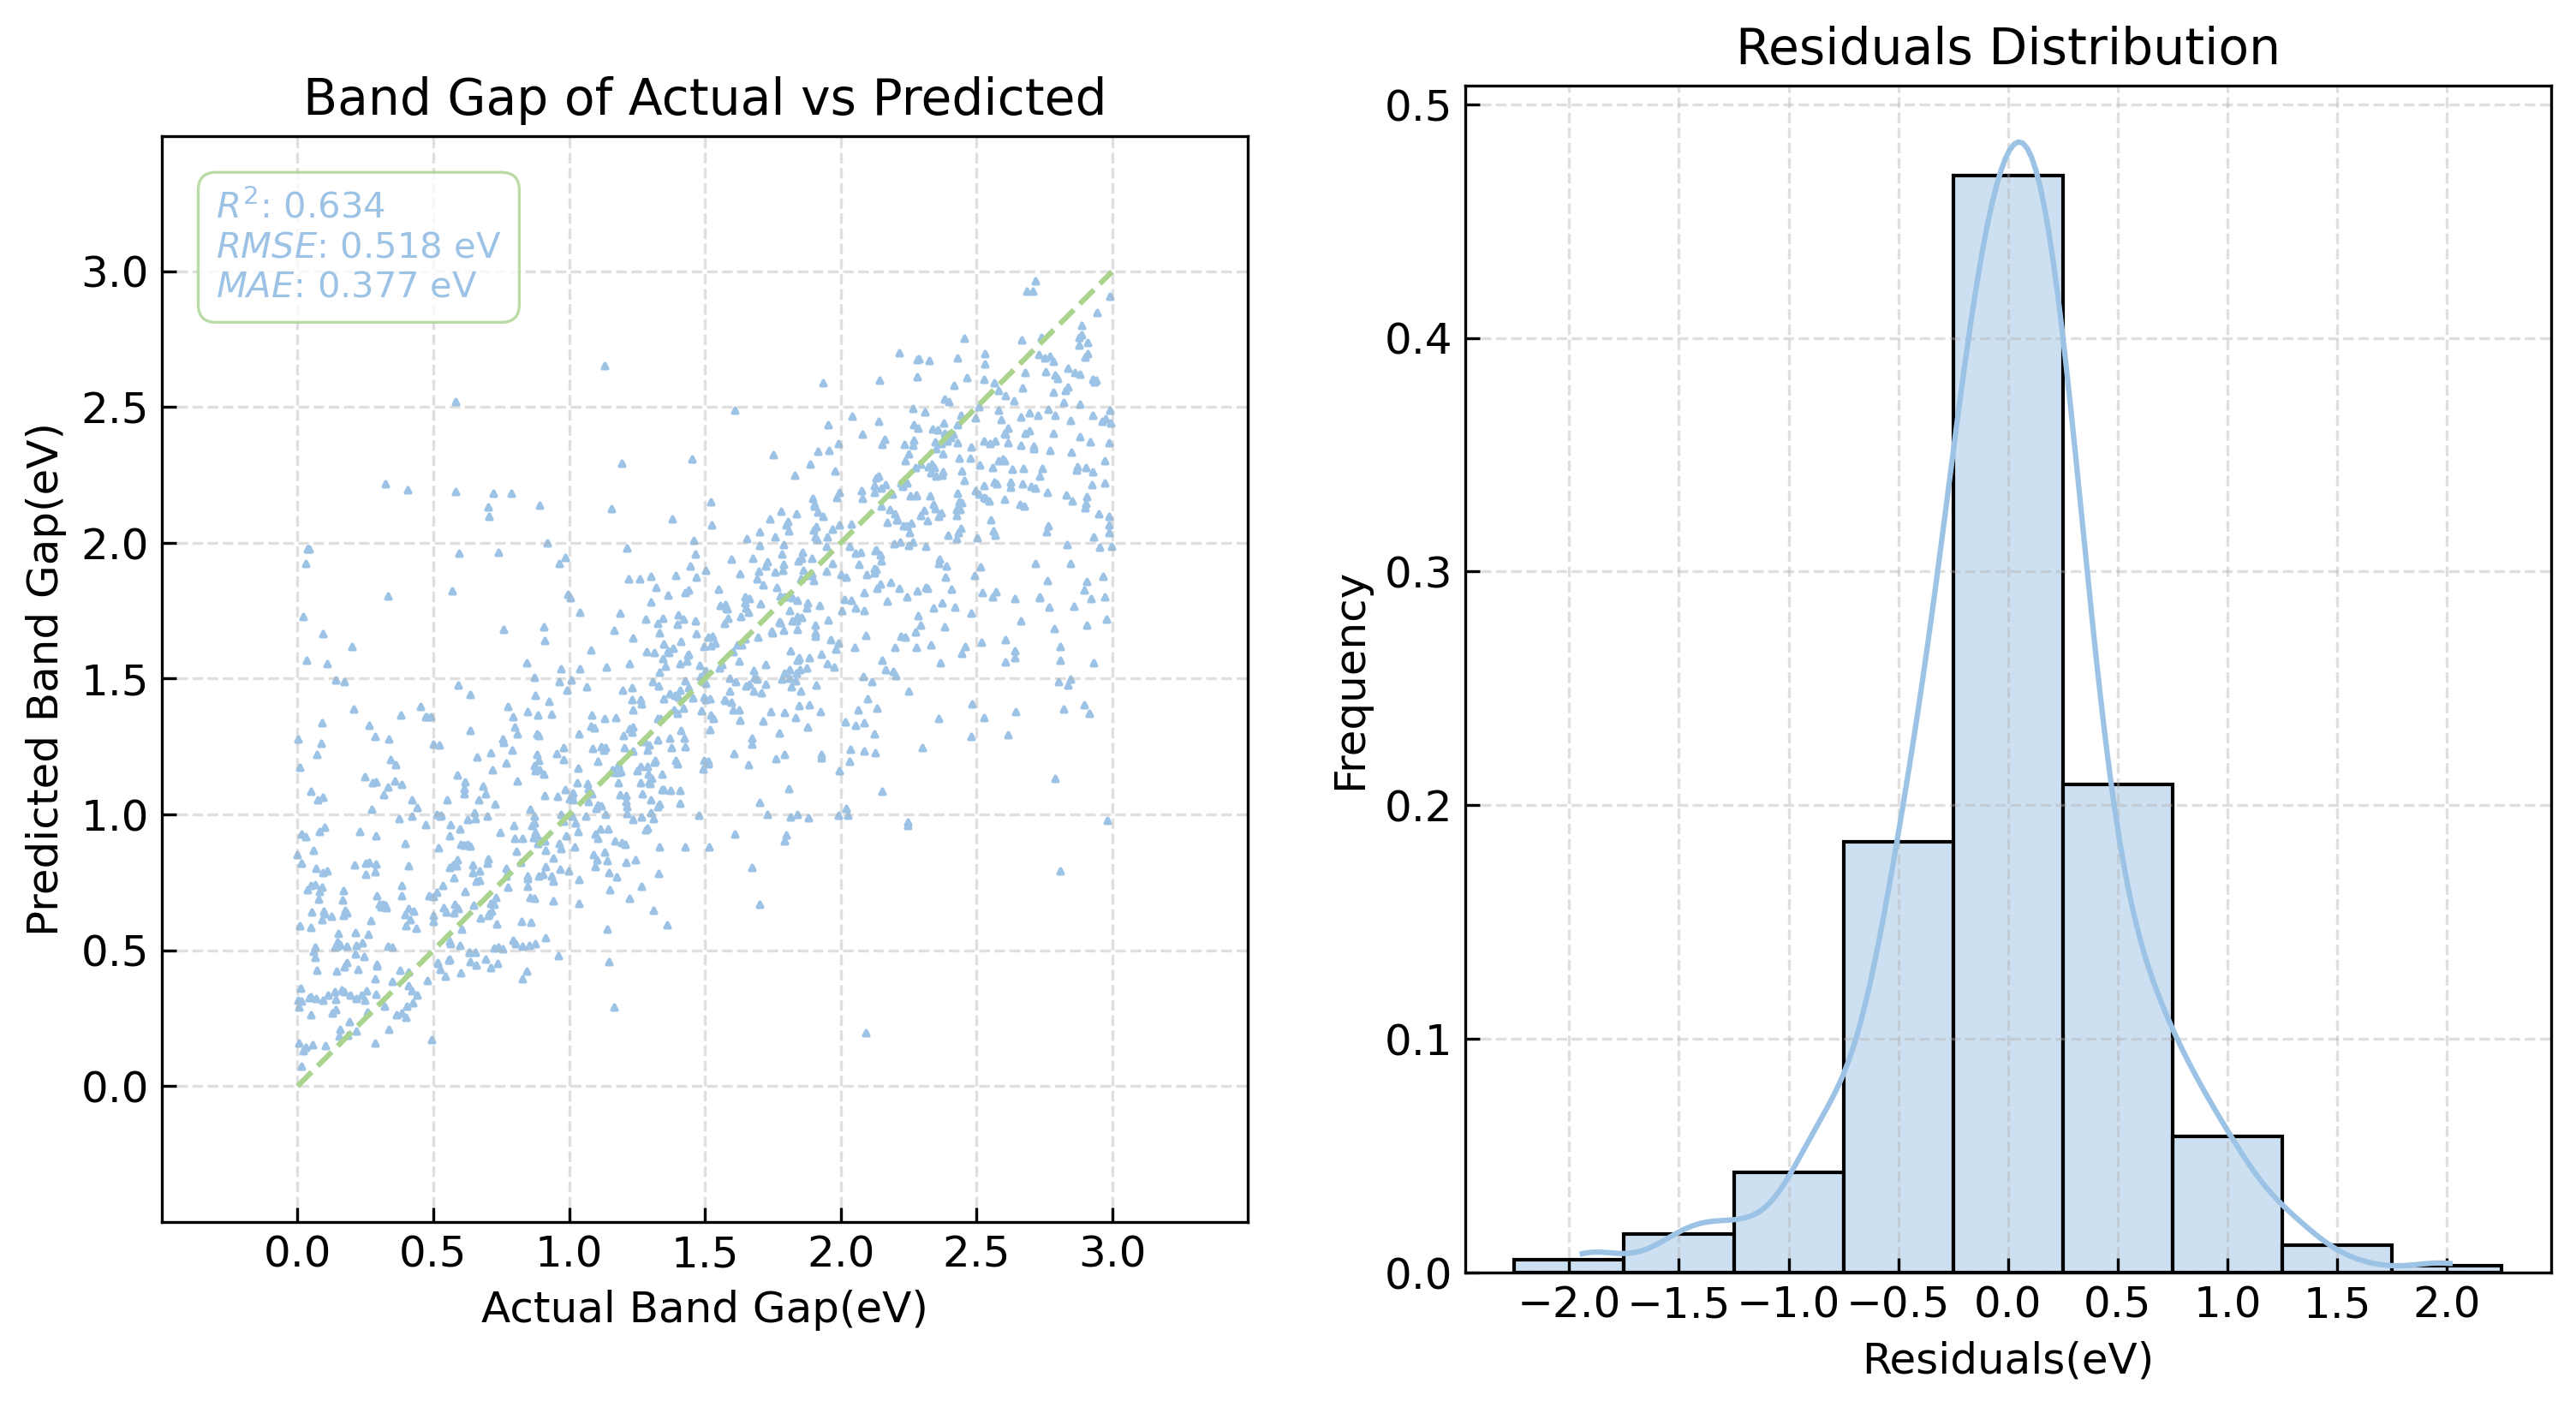 Band Gap of Actual vs Predicted
R²: 0.634
RMSE: 0.518 eV
MAE: 0.377 eV
Predicted Band Gap(eV)
3.0
2.5
2.0
1.5
1.0
0.5
0.0
0.0 0.5 1.0 1.5 2.0 2.5 3.0
Actual Band Gap(eV)
Residuals Distribution
Frequency
0.5
0.4
0.3
0.2
0.1
0.0
−2.0 −1.5 −1.0 −0.5 0.0 0.5 1.0 1.5 2.0
Residuals(eV)